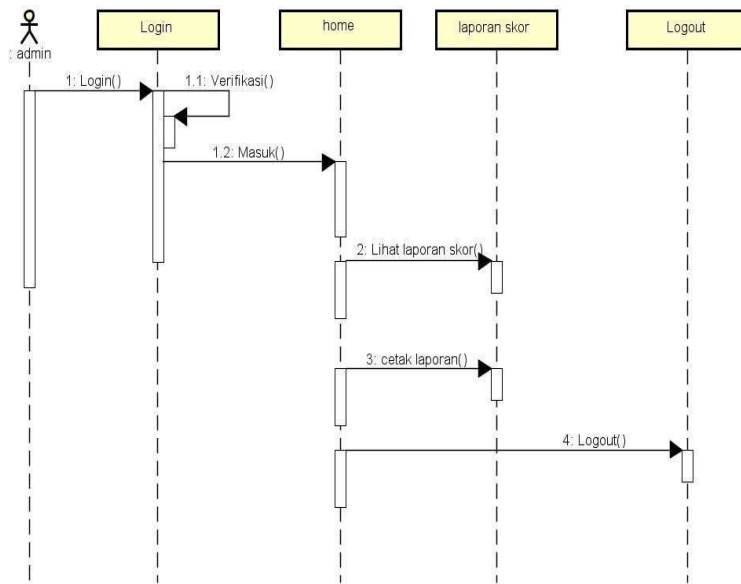 Login
home
laporan skor
Logout
: admin
1: Login()
1.1: Verifikasi()
1.2: Masuk()
2: Lihat laporan skor()
3: cetak laporan()
4: Logout()